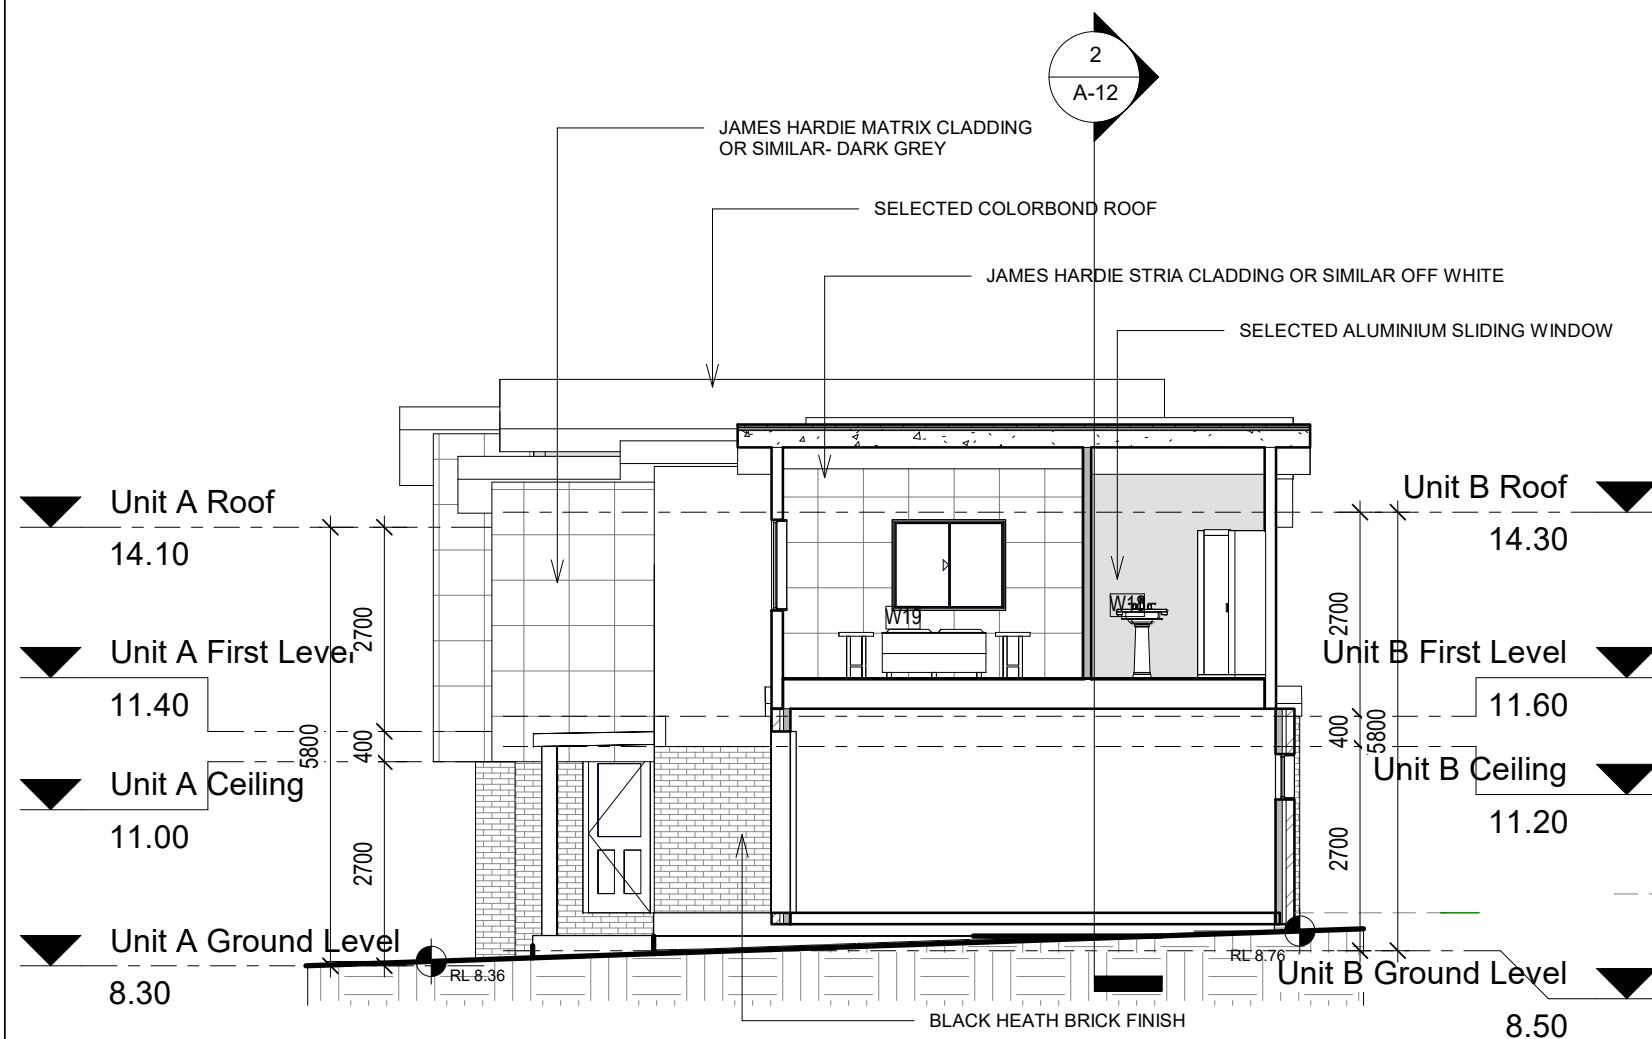 2
A-12
JAMES HARDIE MATRIX CLADDING
OR SIMILAR- DARK GREY
SELECTED COLORBOND ROOF
JAMES HARDIE STRIA CLADDING OR SIMILAR OFF WHITE
SELECTED ALUMINIUM SLIDING WINDOW
Unit A Roof
14.10
Unit B Roof
14.30
W19
2700
2700
Unit A First Level
11.40
Unit B First Level
11.60
5800
400
400
5800
Unit A Ceiling
11.00
Unit B Ceiling
11.20
2700
2700
Unit A Ground Level
8.30
RL 8.36
RL 8.76
Unit B Ground Level
8.50
BLACK HEATH BRICK FINISH